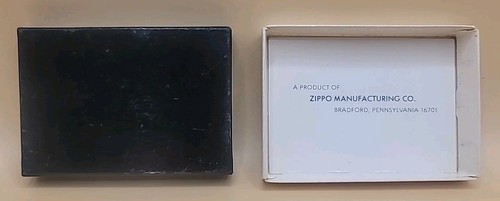 A PRODUCT OF
ZIPPO MANUFACTURING CO.
BRADFORD, PENNSYLVANIA 16701